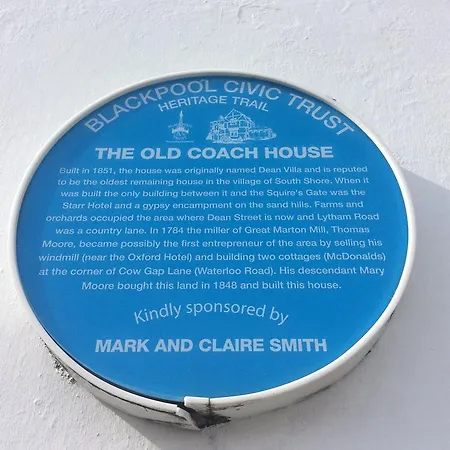 BLACKPOOL CIVIC TRUST
HERITAGE TRAIL
THE OLD COACH HOUSE
Built in 1851, the house was originally named Dean Villa and is reputed
to be the oldest remaining house in the village of South Shore. When it
was built the only building between it and the Squire's Gate was the
Starr Hotel and a gypsy encampment on the sand hills. Farms and
orchards occupied the area where Dean Street is now and Lytham Road
was a country lane. In 1784 the miller of Great Marton Mill, Thomas
Moore, became possibly the first entrepreneur of the area by selling his
windmill (near the Oxford Hotel) and building two cottages (McDonalds)
at the corner of Cow Gap Lane (Waterloo Road). His descendant Mary
Moore bought this land in 1848 and built this house.
Kindly sponsored by
MARK AND CLAIRE SMITH